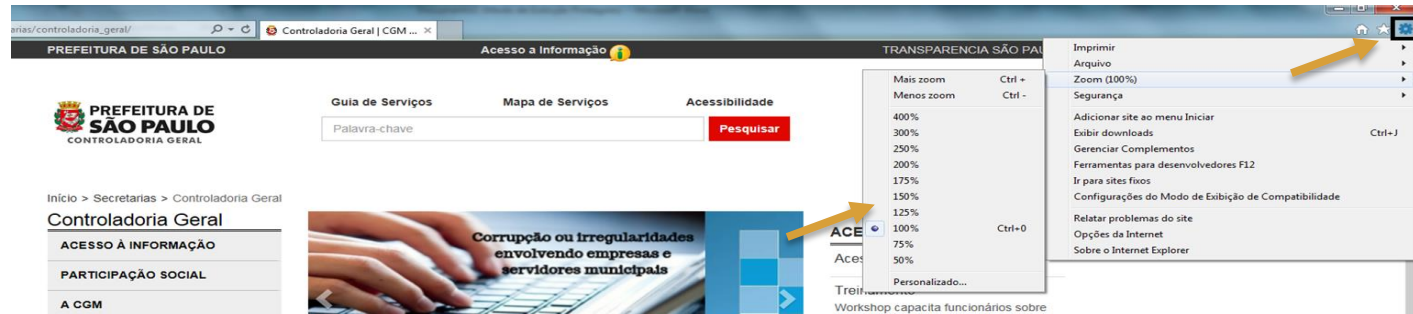 arias/controladoria_geral/
Controladoria Geral | CGM ... ×
PREFEITURA DE SÃO PAULO
Acesso a Informação
TRANSPARENCIA SÃO PAU
PREFEITURA DE
SÃO PAULO
CONTROLADORIA GERAL
Guia de Serviços
Mapa de Serviços
Acessibilidade
Palavra-chave
Pesquisar
Início > Secretarias > Controladoria Geral
Controladoria Geral
ACESSO À INFORMAÇÃO
PARTICIPAÇÃO SOCIAL
A CGM
Corrupção ou irregularidades
envolvendo empresas e
servidores municipais
ACE
Aces
Treinamento
Workshop capacita funcionários sobre
Mais zoom Ctrl +
Menos zoom Ctrl -
400%
300%
250%
200%
175%
150%
125%
100% Ctrl+0
75%
50%
Personalizado...
Imprimir
Arquivo
Zoom (100%)
Segurança
Adicionar site ao menu Iniciar
Exibir downloads Ctrl+J
Gerenciar Complementos
Ferramentas para desenvolvedores F12
Ir para sites fixos
Configurações do Modo de Exibição de Compatibilidade
Relatar problemas do site
Opções da Internet
Sobre o Internet Explorer